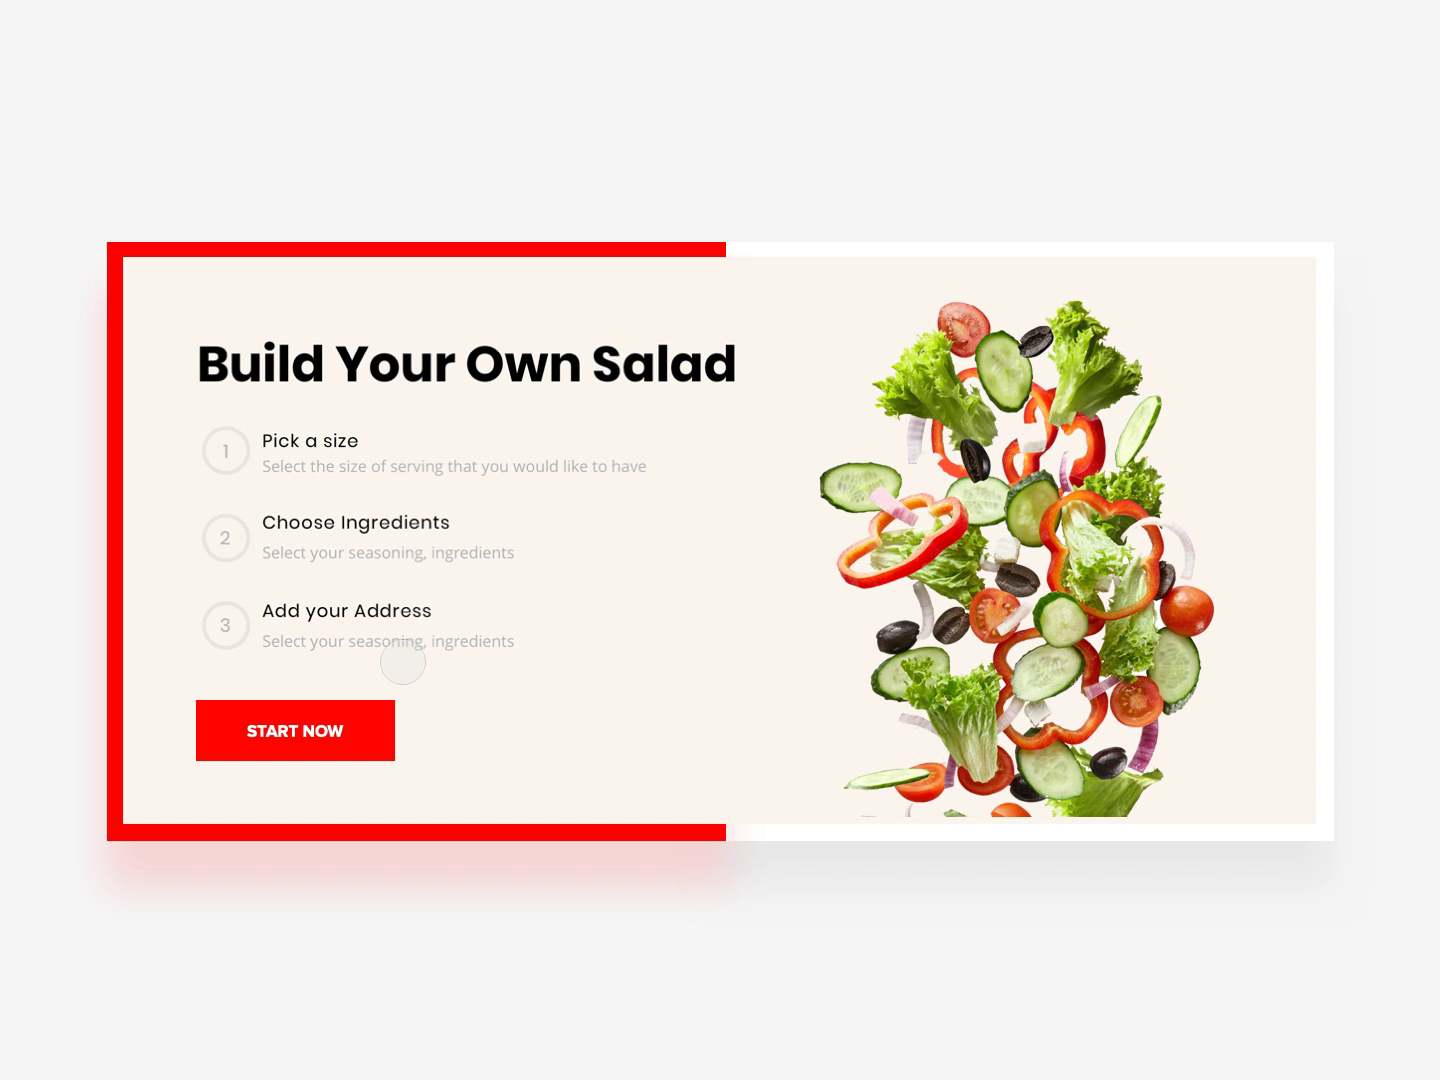 Build Your Own Salad
1
Pick a size
Select the size of serving that you would like to have
2
Choose Ingredients
Select your seasoning, ingredients
3
Add your Address
Select your seasoning, ingredients
START NOW